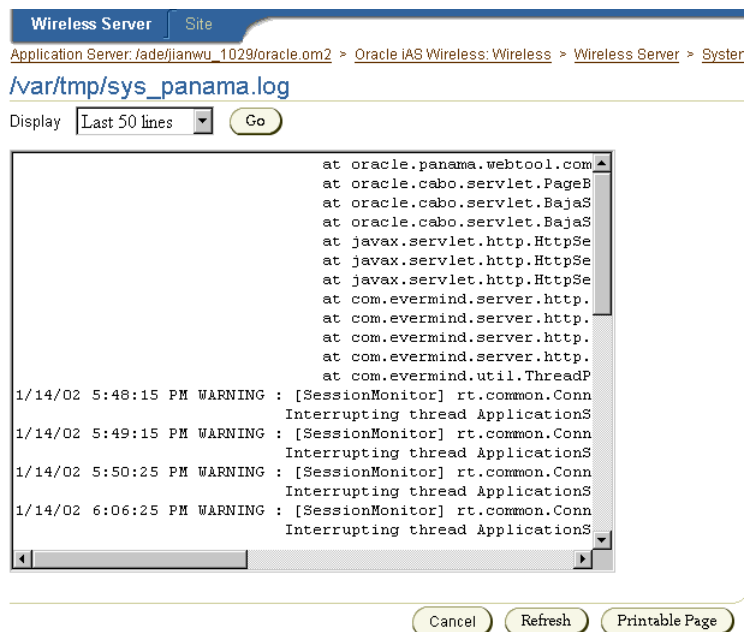 Wireless Server Site
Application Server: /ade/jianwu_1029/oracle.om2 > Oracle iAS Wireless: Wireless > Wireless Server > System
/var/tmp/sys_panama.log
Display Last 50 lines Go
at oracle.panama.webtool.com
at oracle.cabo.servlet.PageB
at oracle.cabo.servlet.BajaS
at oracle.cabo.servlet.BajaS
at javax.servlet.http.HttpSe
at javax.servlet.http.HttpSe
at javax.servlet.http.HttpSe
at com.evermind.server.http.
at com.evermind.server.http.
at com.evermind.server.http.
at com.evermind.server.http.
at com.evermind.util.ThreadP
1/14/02 5:48:15 PM WARNING : [SessionMonitor] rt.common.Conn
Interrupting thread ApplicationS
1/14/02 5:49:15 PM WARNING : [SessionMonitor] rt.common.Conn
Interrupting thread ApplicationS
1/14/02 5:50:25 PM WARNING : [SessionMonitor] rt.common.Conn
Interrupting thread ApplicationS
1/14/02 6:06:25 PM WARNING : [SessionMonitor] rt.common.Conn
Interrupting thread ApplicationS
Cancel Refresh Printable Page